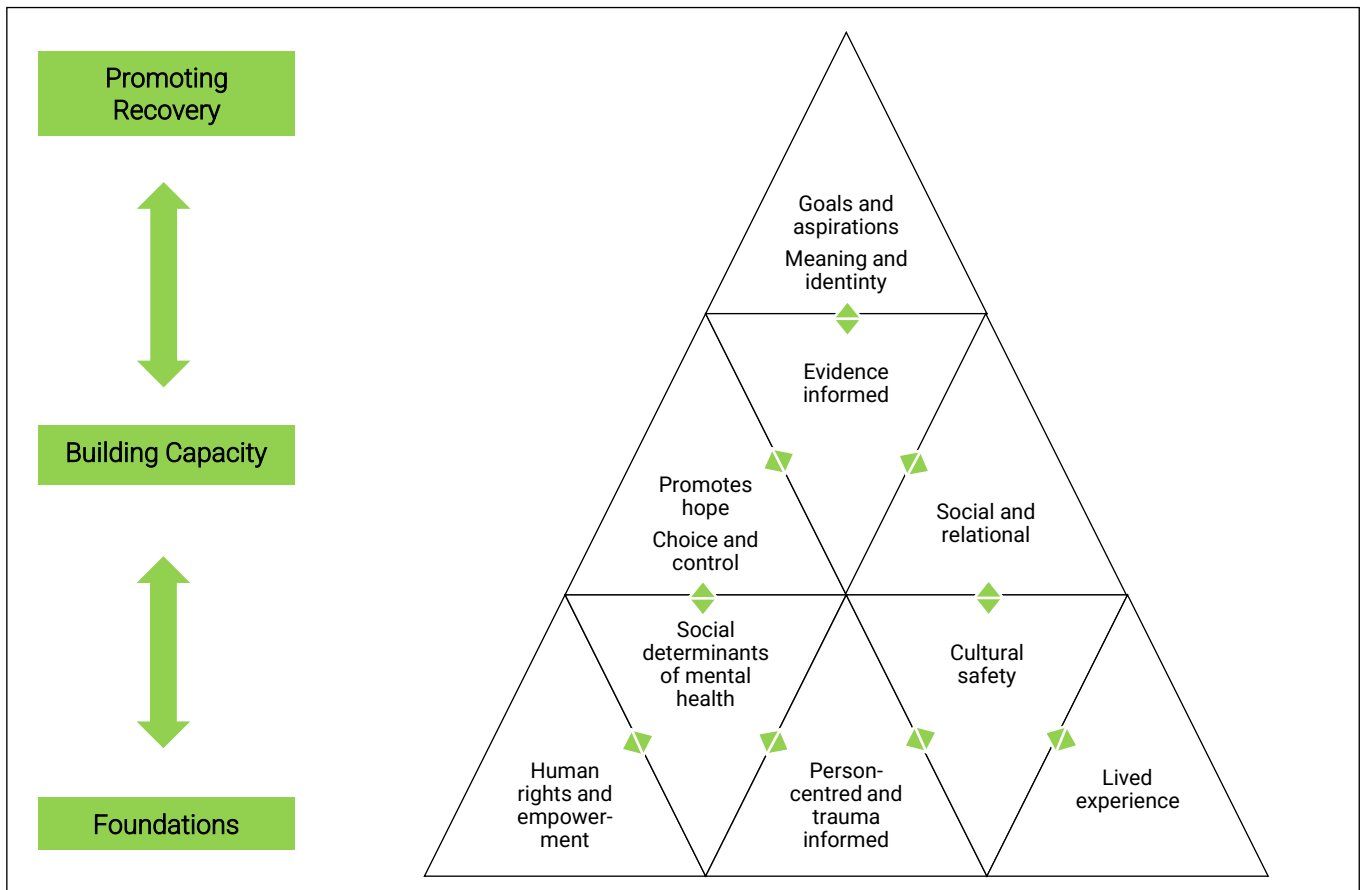 Promoting
Recovery
Building Capacity
Foundations
Goals and
aspirations
Meaning and
identinty
Evidence
informed
Promotes
hope
Choice and
control
Social and
relational
Social
determinants
of mental
health
Cultural
safety
Human
rights and
empower-
ment
Person-
centred and
trauma
informed
Lived
experience